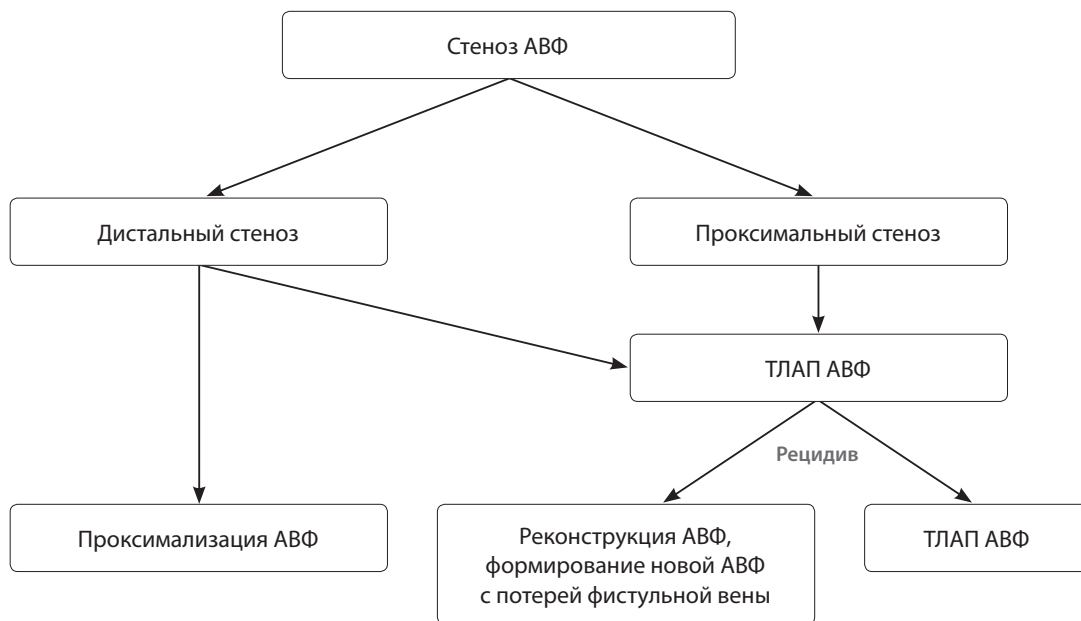 Стеноз АВФ
Дистальный стеноз
Проксимальный стеноз
ТЛАП АВФ
Рецидив
Проксимализация АВФ
Реконструкция АВФ,
формирование новой АВФ
с потерей фистульной вены
ТЛАП АВФ